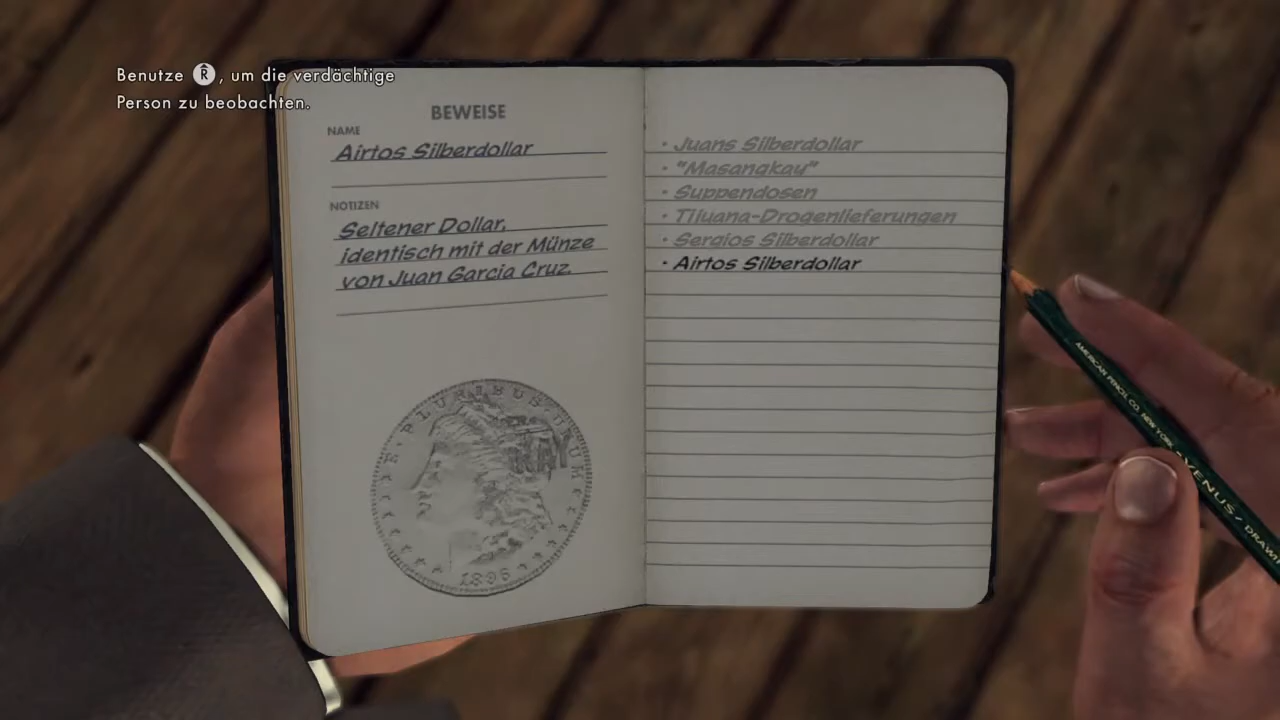 Benutze R, um die verdächtige
Person zu beobachten.
BEWEISE
NAME
Airtos Silberdollar
NOTIZEN
Seltener Dollar,
identisch mit der Münze
von Juan Garcia Cruz.
E · PLURIBUS · UNUM
1896
· Juans Silberdollar
· "Masangkay"
· Suppendosen
· Tijuana-Drogenlieferungen
· Sergios Silberdollar
· Airtos Silberdollar
AMERICAN PENCIL CO. NEW YORK
VENUS